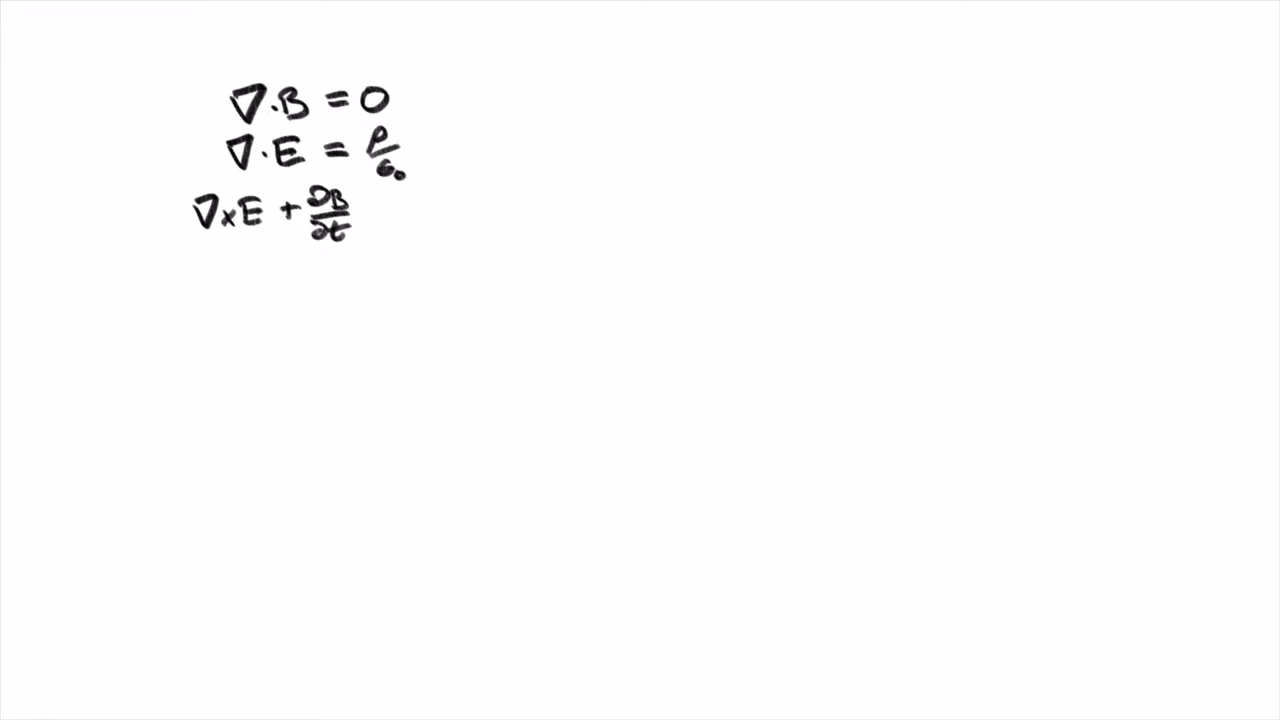 ∇·B = 0
∇·E = ρ/ε₀
∇×E + ∂B/∂t